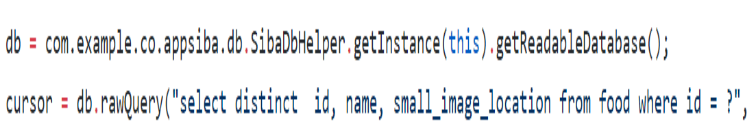 db = com.example.co.appsiba.db.SibaDbHelper.getInstance(this).getReadableDatabase();
cursor = db.rawQuery("select distinct  id, name, small_image_location from food where id = ?",